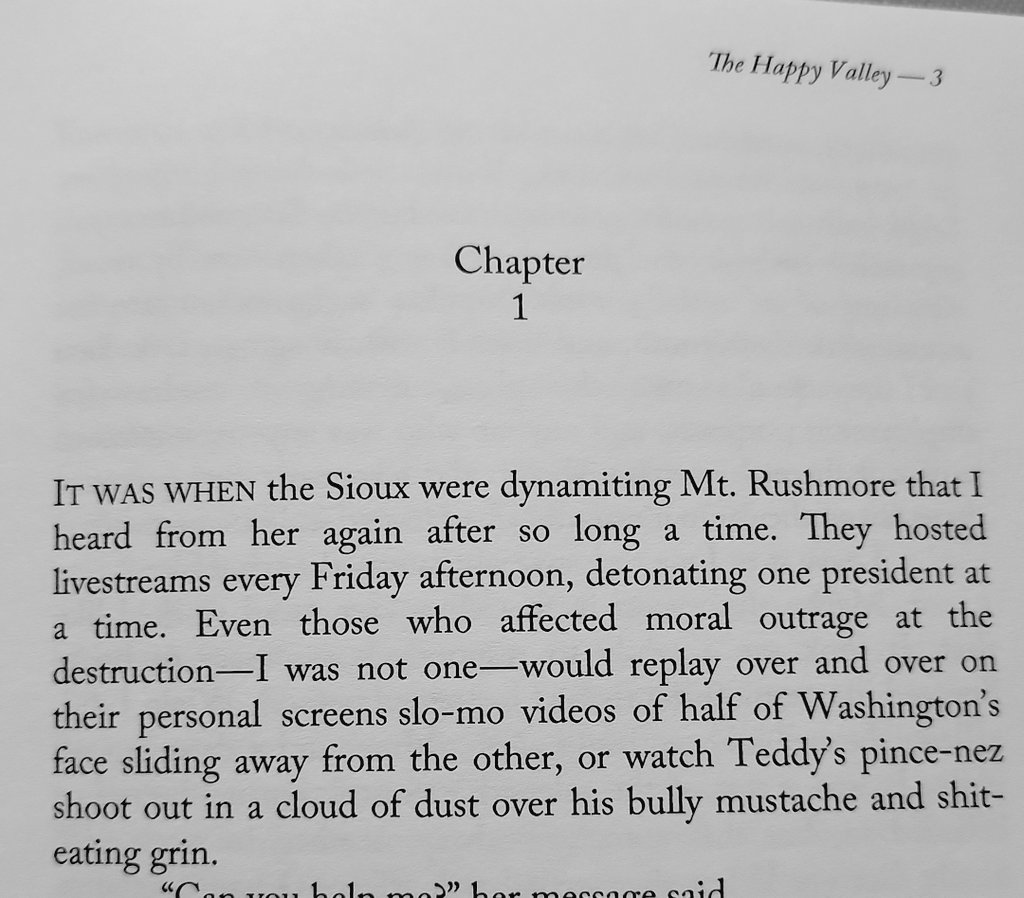 The Happy Valley — 3
Chapter
1
IT WAS WHEN the Sioux were dynamiting Mt. Rushmore that I
heard from her again after so long a time. They hosted
livestreams every Friday afternoon, detonating one president at
a time. Even those who affected moral outrage at the
destruction—I was not one—would replay over and over on
their personal screens slo-mo videos of half of Washington's
face sliding away from the other, or watch Teddy's pince-nez
shoot out in a cloud of dust over his bully mustache and shit-
eating grin.
“Can you help me?” her message said